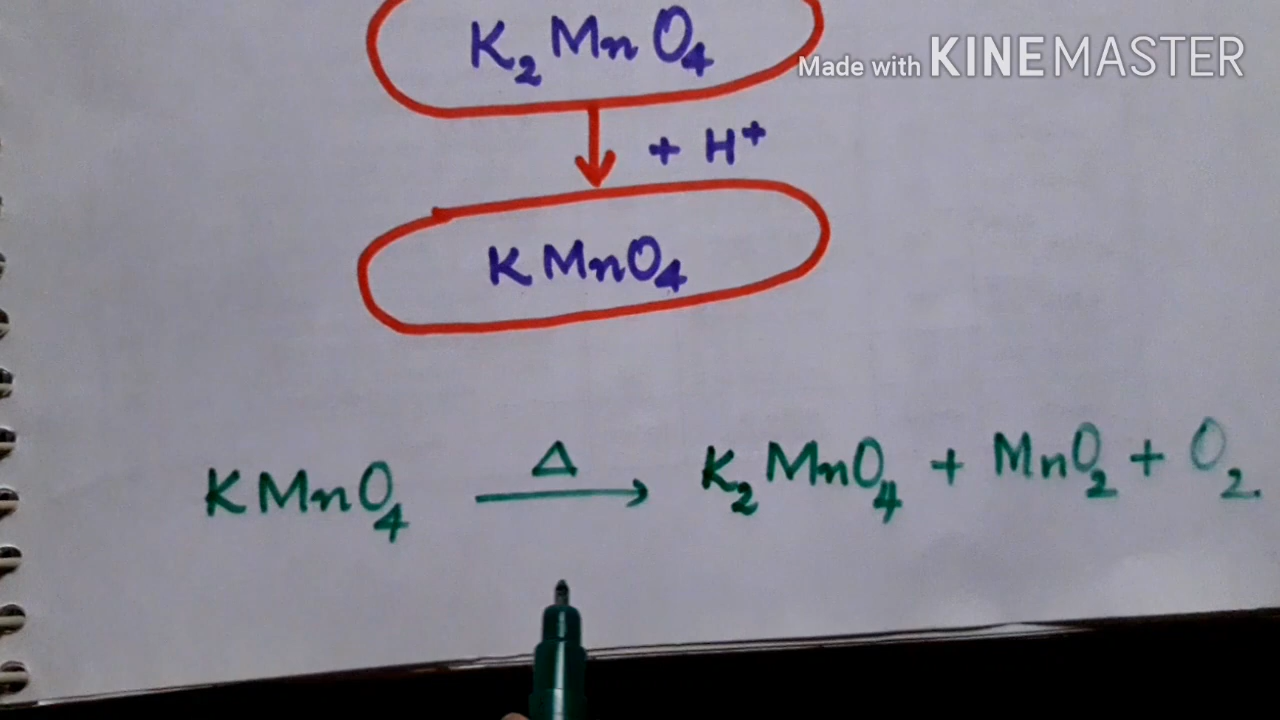 K₂MnO₄
Made with KINEMASTER
+ H⁺
KMnO₄
KMnO₄ Δ⟶ K₂MnO₄ + MnO₂ + O₂.